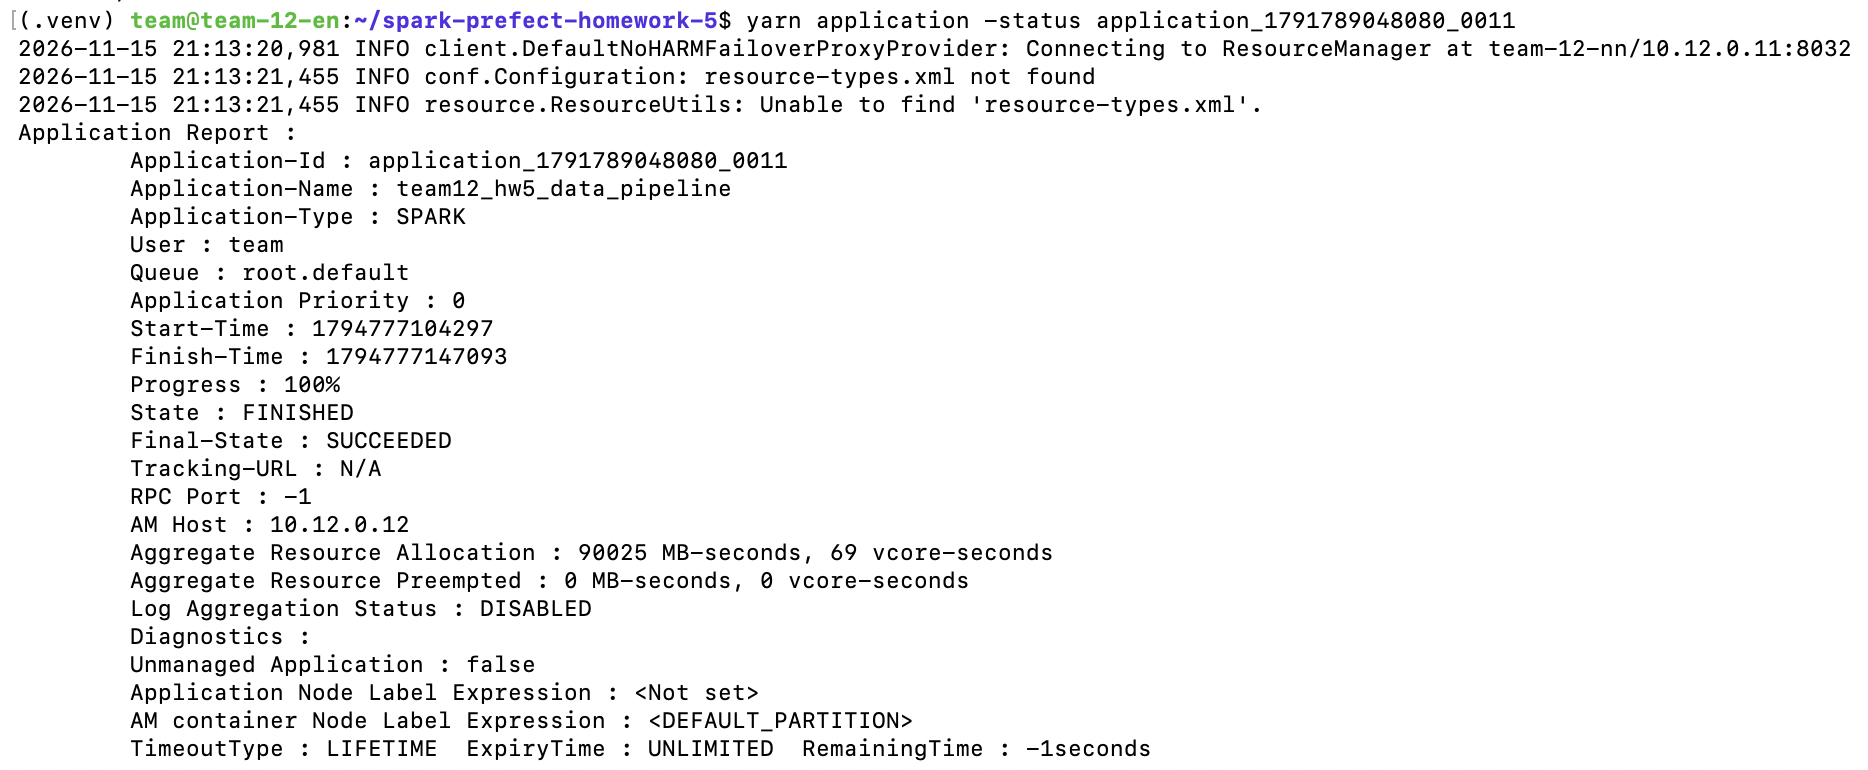 [(.venv) team@team-12-en:~/spark-prefect-homework-5$ yarn application -status application_1791789048080_0011
2026-11-15 21:13:20,981 INFO client.DefaultNoHARMFailoverProxyProvider: Connecting to ResourceManager at team-12-nn/10.12.0.11:8032
2026-11-15 21:13:21,455 INFO conf.Configuration: resource-types.xml not found
2026-11-15 21:13:21,455 INFO resource.ResourceUtils: Unable to find 'resource-types.xml'.
Application Report :
Application-Id : application_1791789048080_0011
Application-Name : team12_hw5_data_pipeline
Application-Type : SPARK
User : team
Queue : root.default
Application Priority : 0
Start-Time : 1794777104297
Finish-Time : 1794777147093
Progress : 100%
State : FINISHED
Final-State : SUCCEEDED
Tracking-URL : N/A
RPC Port : -1
AM Host : 10.12.0.12
Aggregate Resource Allocation : 90025 MB-seconds, 69 vcore-seconds
Aggregate Resource Preempted : 0 MB-seconds, 0 vcore-seconds
Log Aggregation Status : DISABLED
Diagnostics :
Unmanaged Application : false
Application Node Label Expression : <Not set>
AM container Node Label Expression : <DEFAULT_PARTITION>
TimeoutType : LIFETIME  ExpiryTime : UNLIMITED  RemainingTime : -1seconds